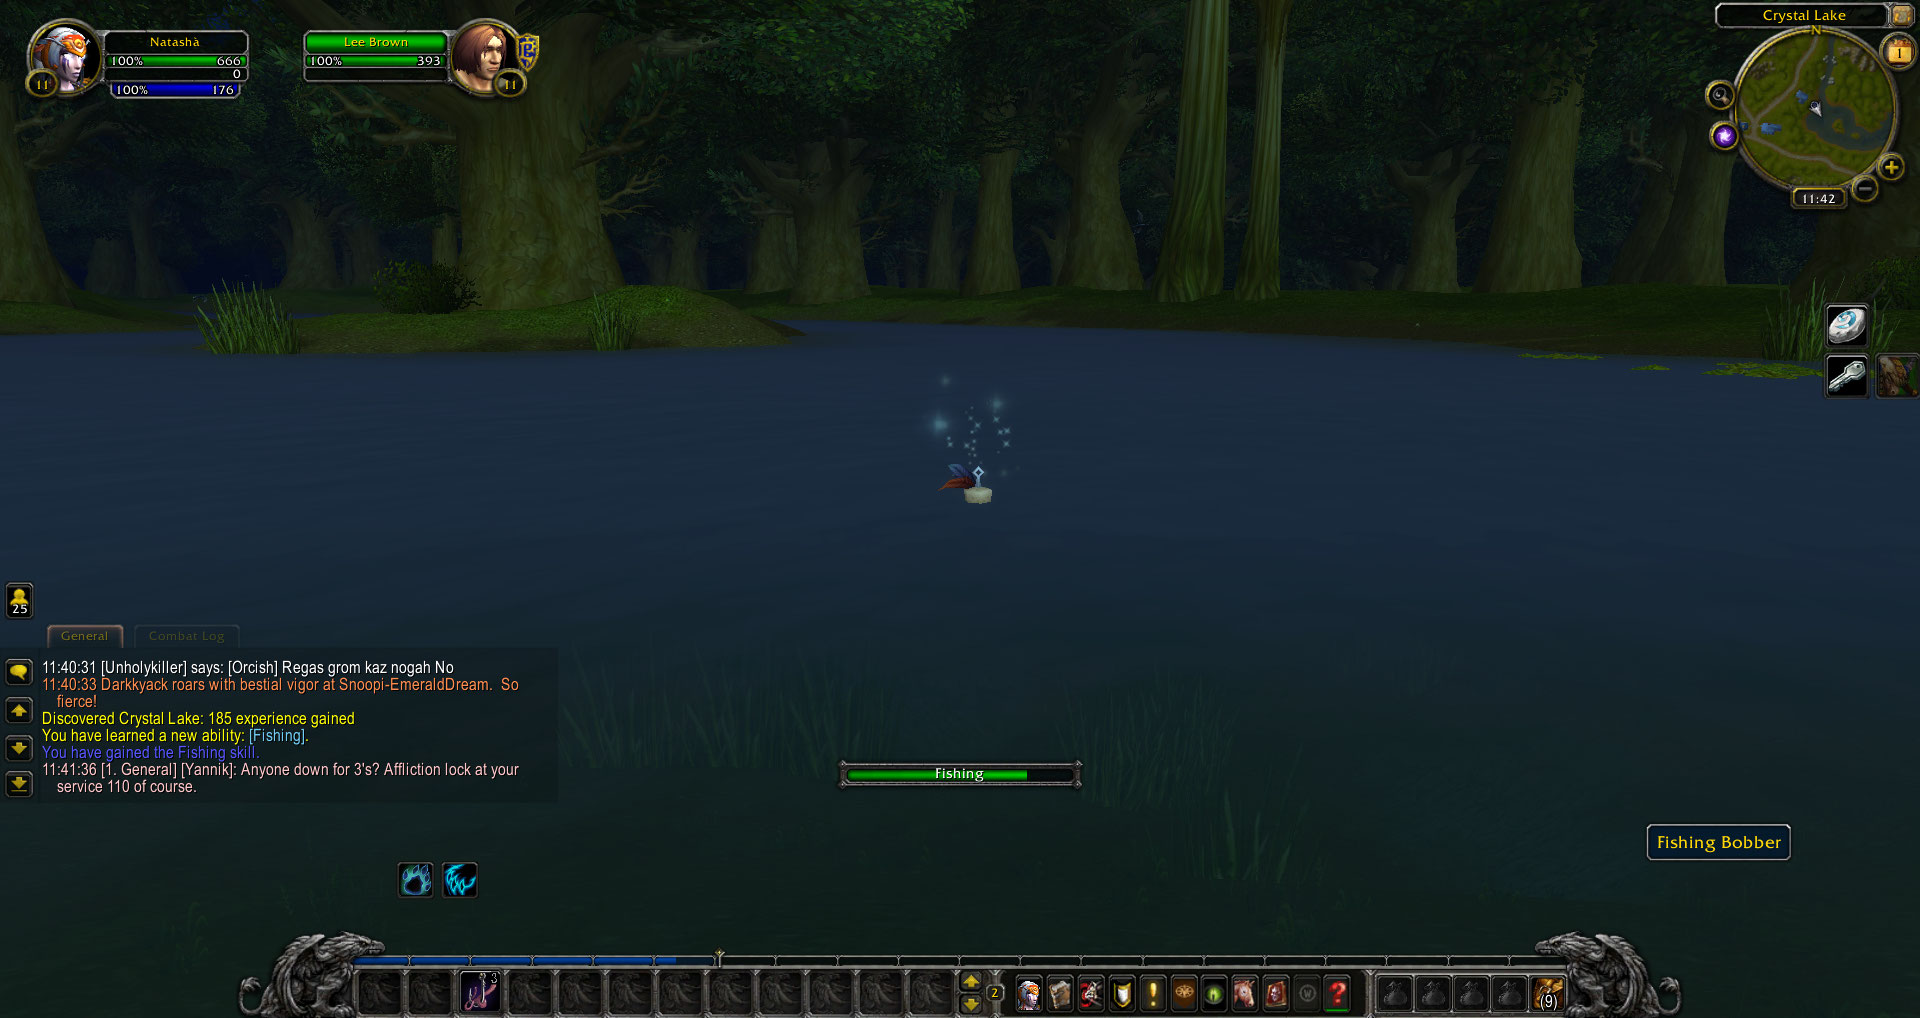 Natashà
100% 666
0
100% 176
11
Lee Brown
100% 393
11
Crystal Lake
N
1
11:42
25
General
Combat Log
11:40:31 [Unholykiller] says: [Orcish] Regas grom kaz nogah No
11:40:33 Darkkyack roars with bestial vigor at Snoopi-EmeraldDream. So
fierce!
Discovered Crystal Lake: 185 experience gained
You have learned a new ability: [Fishing].
You have gained the Fishing skill.
11:41:36 [1. General] [Yannik]: Anyone down for 3's? Affliction lock at your
service 110 of course.
Fishing
Fishing Bobber
3
2
(9)